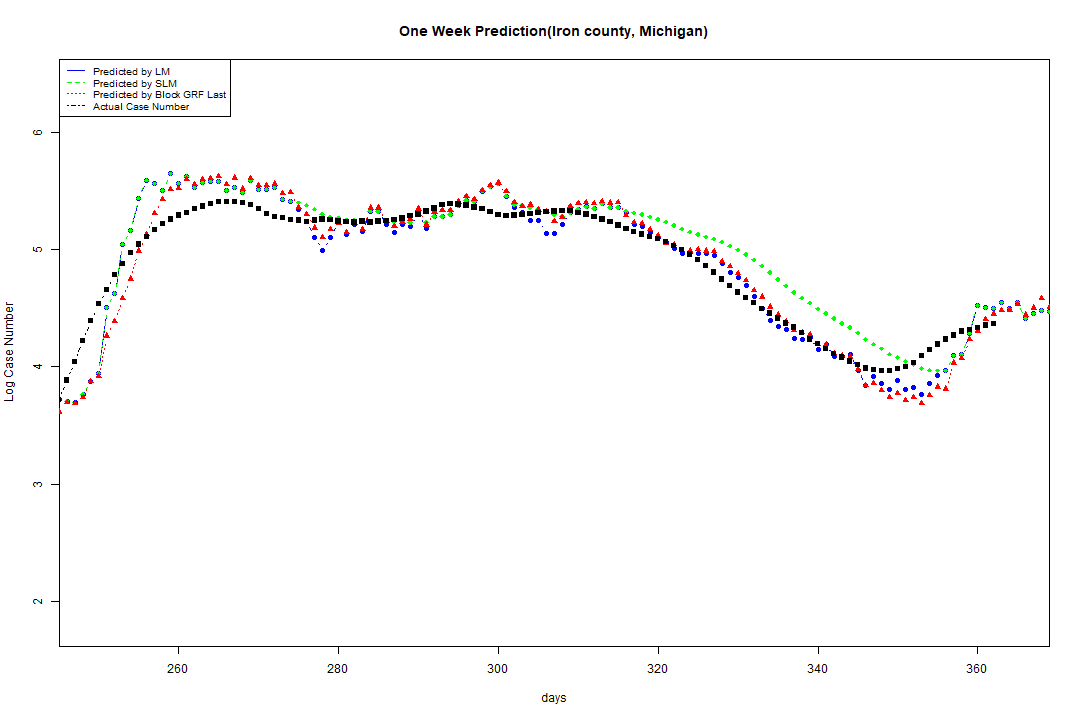 One Week Prediction(Iron county, Michigan)
Predicted by LM
Predicted by SLM
Predicted by Block GRF Last
Actual Case Number
6
5
4
3
2
Log Case Number
260 280 300 320 340 360
days